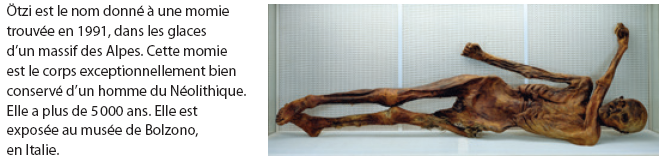 Ötzi est le nom donné à une momie
trouvée en 1991, dans les glaces
d'un massif des Alpes. Cette momie
est le corps exceptionnellement bien
conservé d'un homme du Néolithique.
Elle a plus de 5 000 ans. Elle est
exposée au musée de Bolzono,
en Italie.